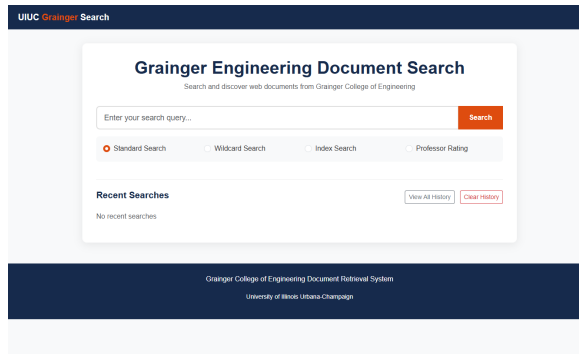 UIUC Grainger Search
Grainger Engineering Document Search
Search and discover web documents from Grainger College of Engineering
Enter your search query...
Search
Standard Search
Wildcard Search
Index Search
Professor Rating
Recent Searches
View All History
Clear History
No recent searches
Grainger College of Engineering Document Retrieval System
University of Illinois Urbana-Champaign